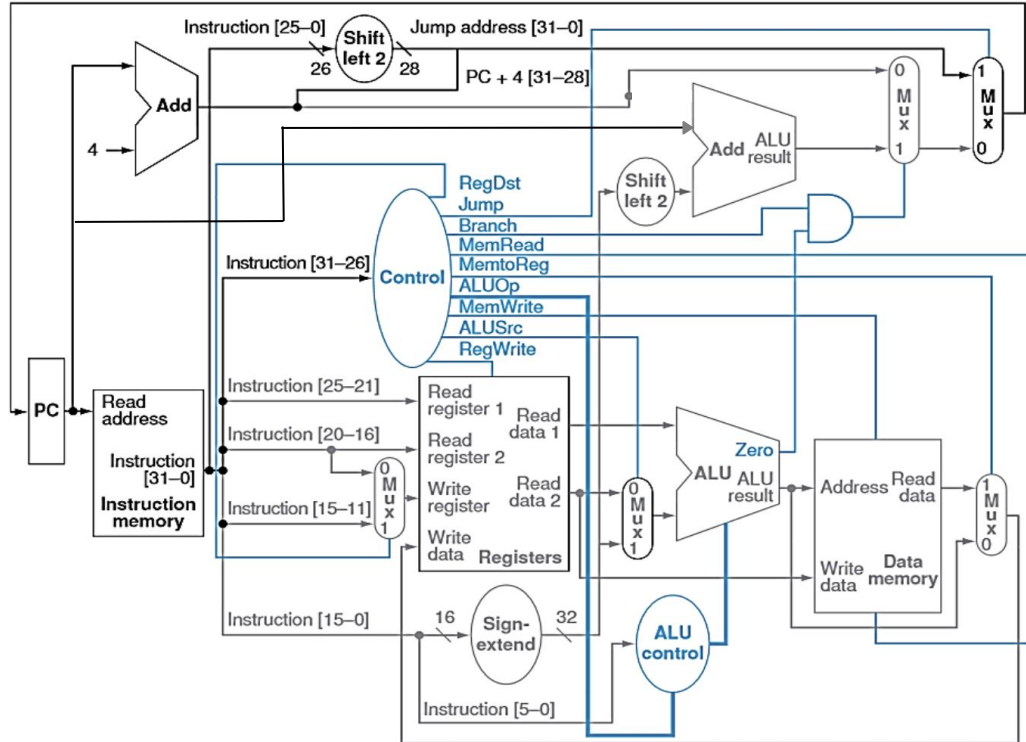 Instruction [25–0]
Jump address [31–0]
Shift
left 2
26
28
PC + 4 [31–28]
Add
4
0
M
u
x
1
1
M
u
x
0
Add
ALU
result
Shift
left 2
RegDst
Jump
Branch
MemRead
MemtoReg
ALUOp
MemWrite
ALUSrc
RegWrite
Instruction [31–26]
Control
PC
Read
address
Instruction
[31–0]
Instruction
memory
Instruction [25–21]
Instruction [20–16]
Instruction [15–11]
0
M
u
x
1
Read
register 1
Read
register 2
Write
register
Write
data
Read
data 1
Read
data 2
Registers
0
M
u
x
1
Zero
ALU
ALU
result
Address
Read
data
Write
data
Data
memory
1
M
u
x
0
Instruction [15–0]
16
Sign-
extend
32
ALU
control
Instruction [5–0]